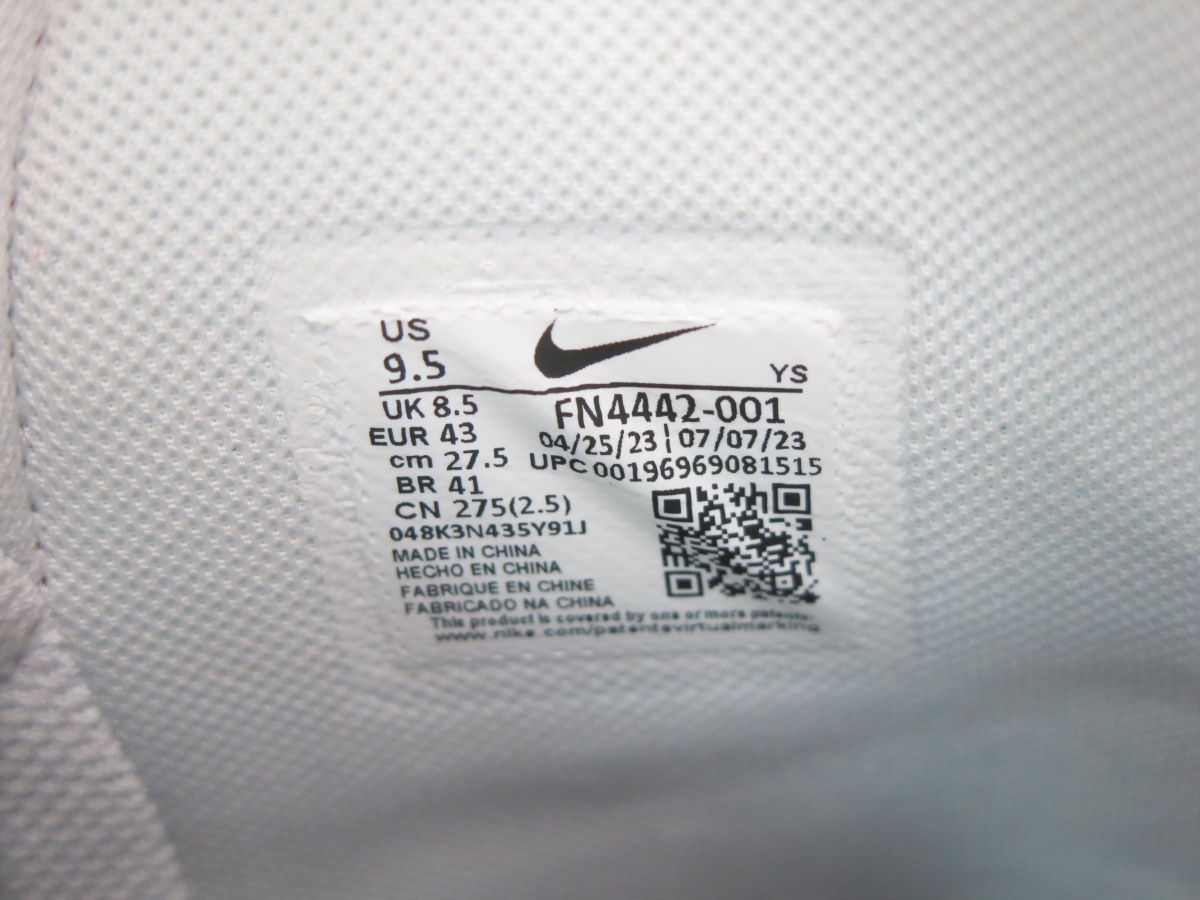 US
9.5
YS
UK 8.5
EUR 43
cm 27.5
BR 41
CN 275(2.5)
FN4442-001
04/25/23 | 07/07/23
UPC 00196969081515
048K3N435Y91J
MADE IN CHINA
HECHO EN CHINA
FABRIQUE EN CHINE
FABRICADO NA CHINA
This product is covered by one or more patents.
www.nike.com/patentsvirtualmarking